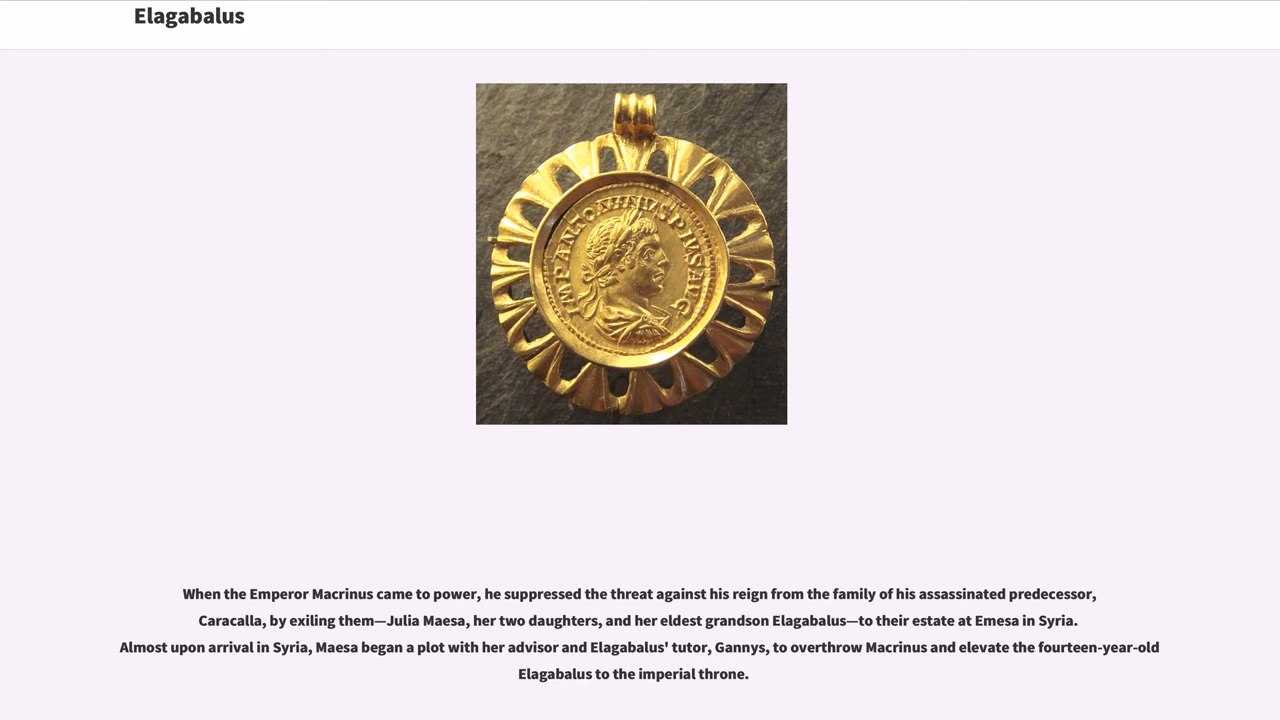 Elagabalus
IMP ANTONINVS PIVS AVG
When the Emperor Macrinus came to power, he suppressed the threat against his reign from the family of his assassinated predecessor,
Caracalla, by exiling them—Julia Maesa, her two daughters, and her eldest grandson Elagabalus—to their estate at Emesa in Syria.
Almost upon arrival in Syria, Maesa began a plot with her advisor and Elagabalus' tutor, Gannys, to overthrow Macrinus and elevate the fourteen-year-old
Elagabalus to the imperial throne.